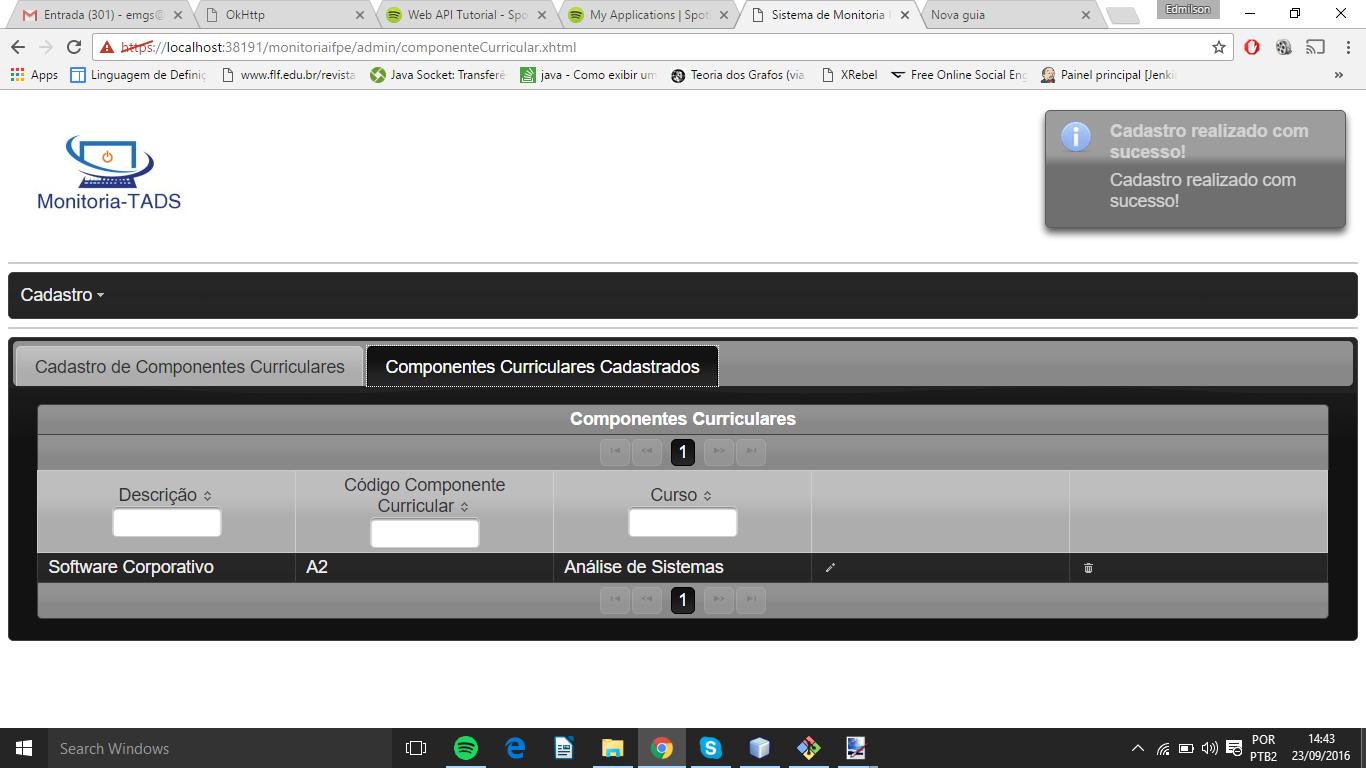 Entrada (301) - emgs@
OkHttp
Web API Tutorial - Spo
My Applications | Spoti
Sistema de Monitoria
Nova guia
Edmilson
https://localhost:38191/monitoriaifpe/admin/componenteCurricular.xhtml
Apps
Linguagem de Definiç
www.flf.edu.br/revista
Java Socket: Transferê
java - Como exibir um
Teoria dos Grafos (via
XRebel
Free Online Social Eng
Painel principal [Jenki
»
Monitoria-TADS
Cadastro realizado com
sucesso!
Cadastro realizado com
sucesso!
Cadastro
Cadastro de Componentes Curriculares
Componentes Curriculares Cadastrados
Componentes Curriculares
1
Descrição
Código Componente
Curricular
Curso
Software Corporativo
A2
Análise de Sistemas
1
Search Windows
POR
PTB2
14:43
23/09/2016